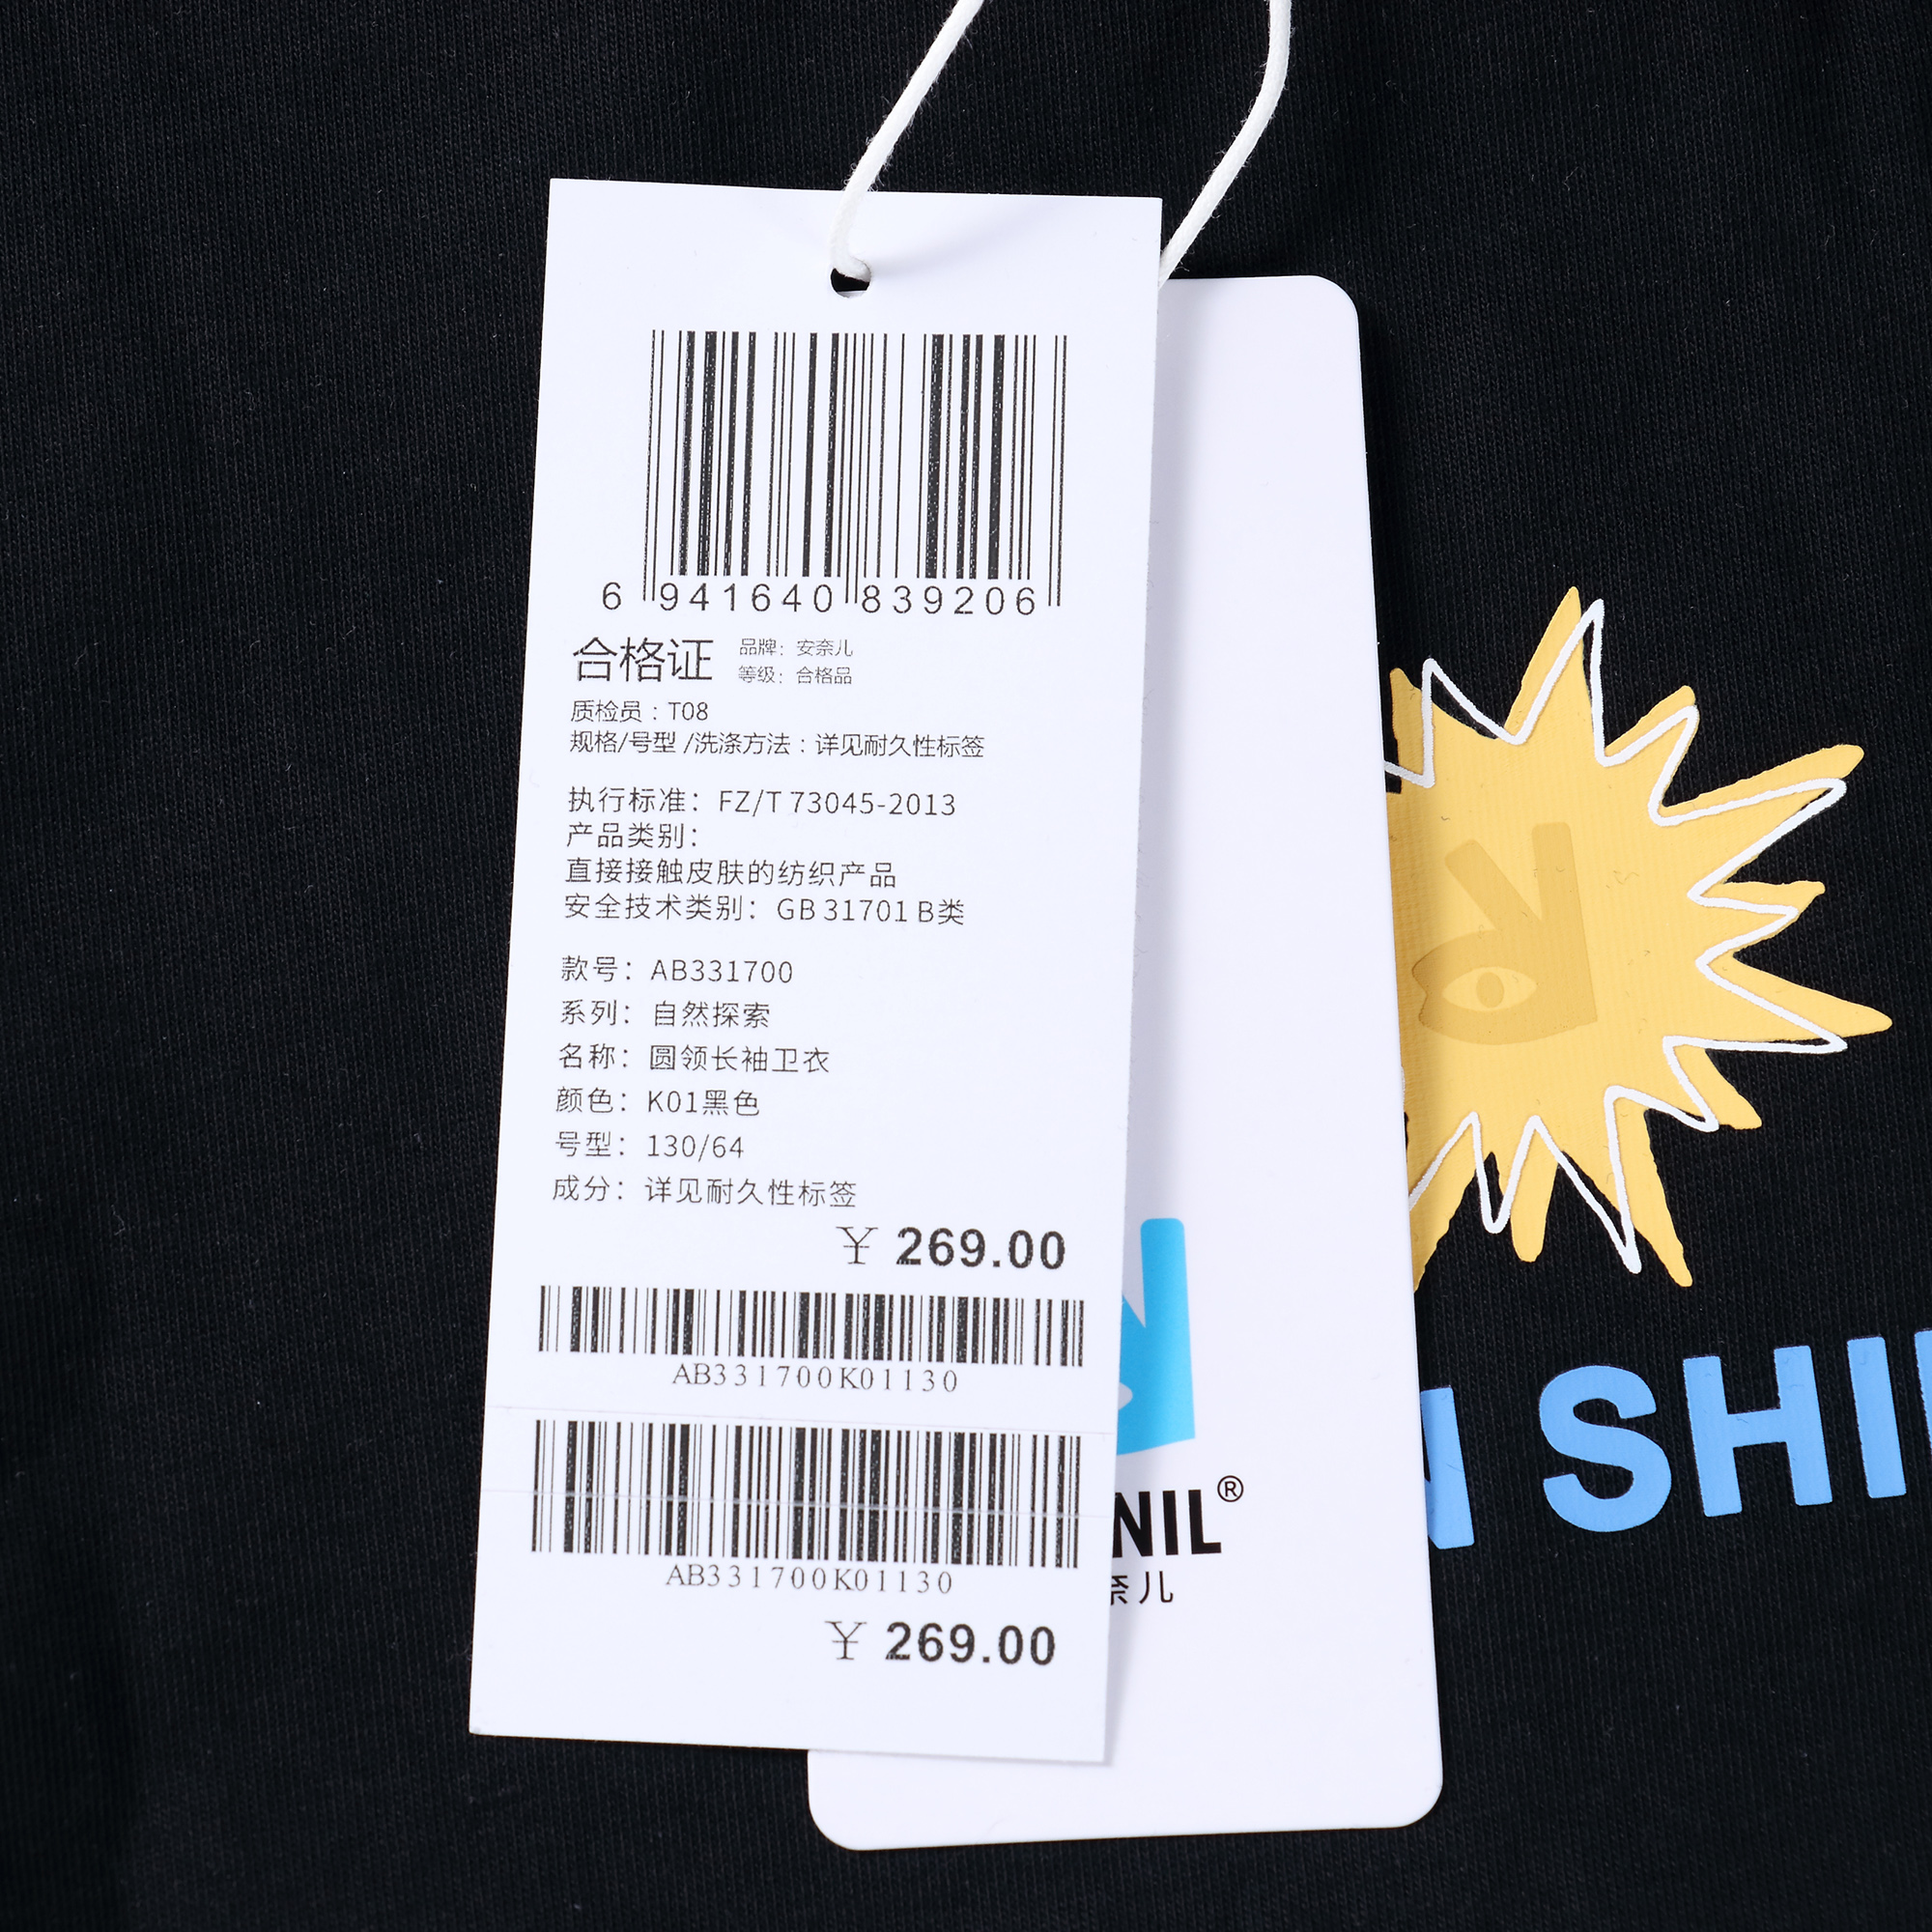 6 941640 839206
合格证
品牌：安奈儿
等级：合格品
质检员：T08
规格/号型/洗涤方法：详见耐久性标签
执行标准：FZ/T 73045-2013
产品类别：
直接接触皮肤的纺织产品
安全技术类别：GB 31701 B类
款号：AB331700
系列：自然探索
名称：圆领长袖卫衣
颜色：K01黑色
号型：130/64
成分：详见耐久性标签
¥ 269.00
AB331700K01130
AB331700K01130
¥ 269.00
NIL®
奈儿
N SHI